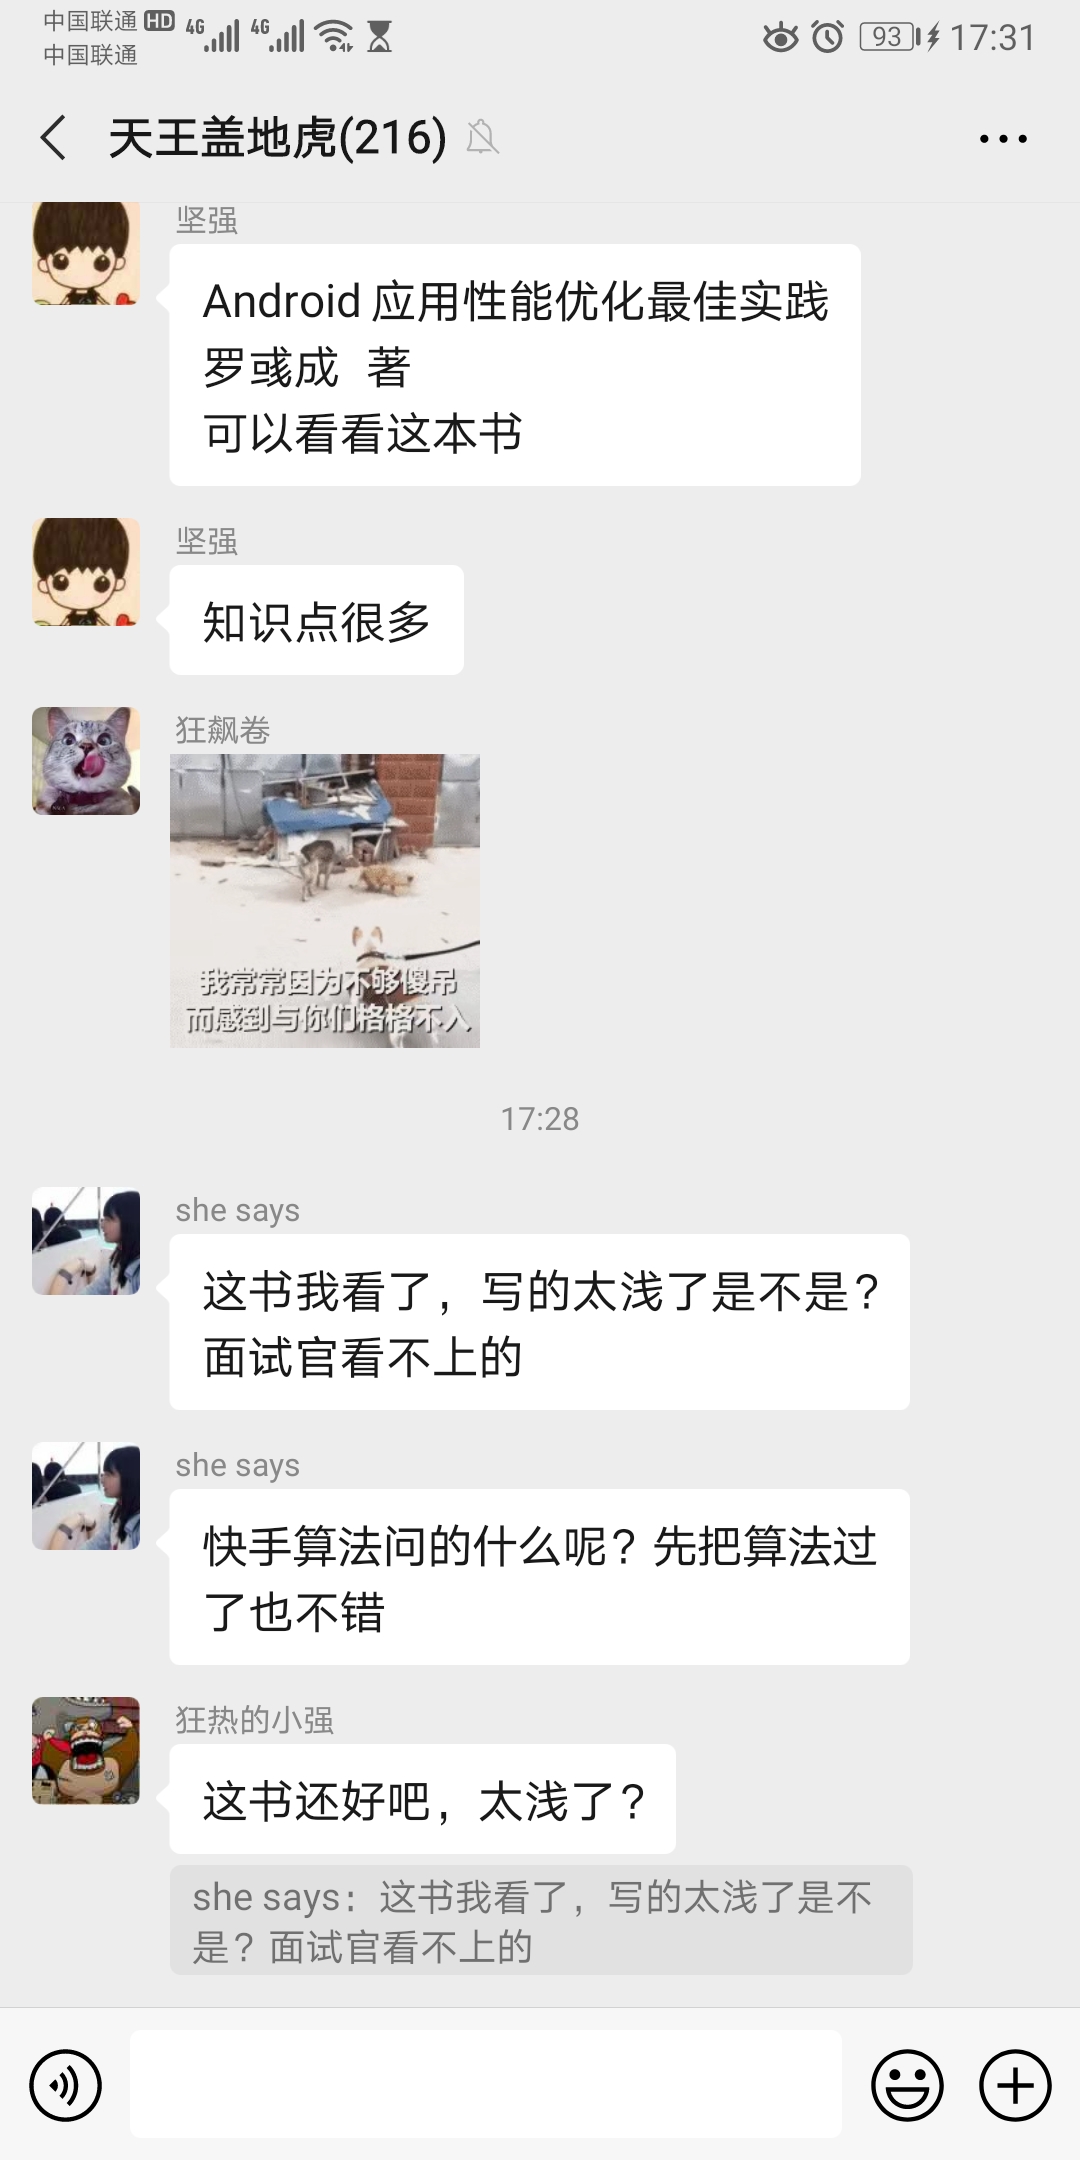 中国联通 HD 4G 4G 93 17:31
中国联通
天王盖地虎(216)
坚强
Android 应用性能优化最佳实践
罗彧成 著
可以看看这本书
坚强
知识点很多
狂飙卷
我常常因为不够傻吊
而感到与你们格格不入
17:28
she says
这书我看了，写的太浅了是不是？
面试官看不上的
she says
快手算法问的什么呢？先把算法过
了也不错
狂热的小强
这书还好吧，太浅了？
she says：这书我看了，写的太浅了是不
是？面试官看不上的